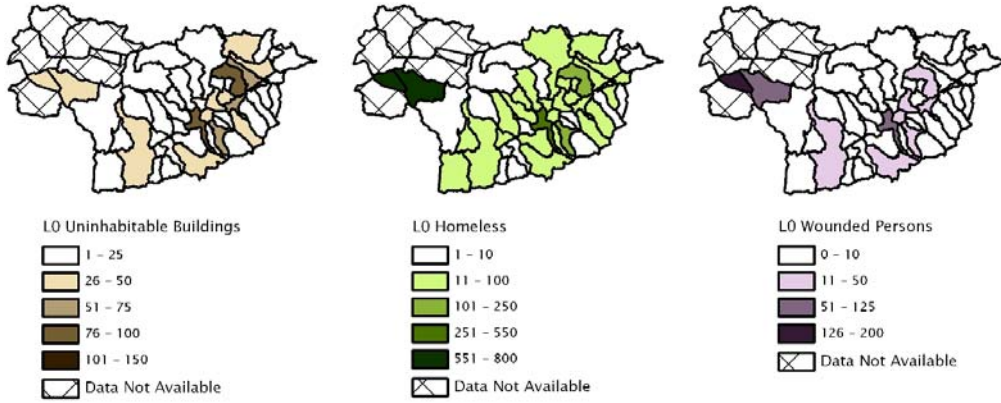 L0 Uninhabitable Buildings
1 – 25
26 – 50
51 – 75
76 – 100
101 – 150
Data Not Available
L0 Homeless
1 – 10
11 – 100
101 – 250
251 – 550
551 – 800
Data Not Available
L0 Wounded Persons
0 – 10
11 – 50
51 – 125
126 – 200
Data Not Available